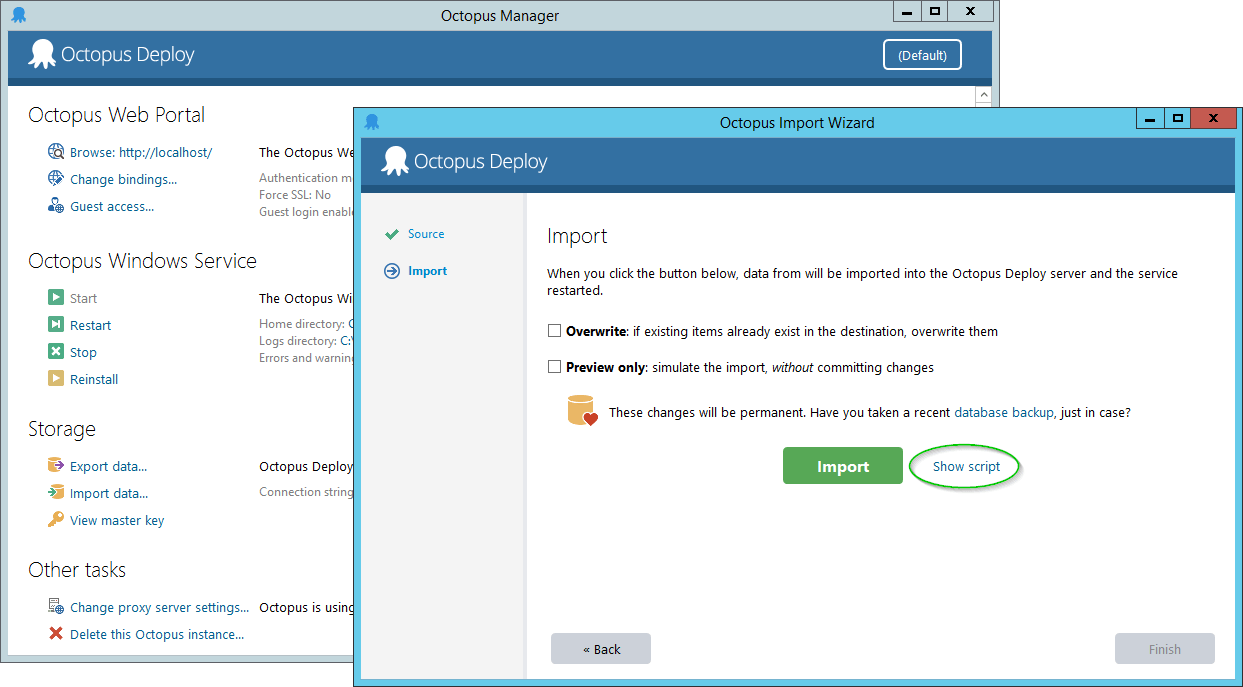 Octopus Manager
Octopus Deploy
(Default)
Octopus Web Portal
Browse: http://localhost/
The Octopus We
Change bindings...
Authentication m
Force SSL: No
Guest access...
Guest login enabl
Octopus Windows Service
Start
The Octopus Wi
Restart
Home directory: C
Logs directory: C:\
Stop
Errors and warning
Reinstall
Storage
Export data...
Octopus Deploy
Import data...
Connection string
View master key
Other tasks
Change proxy server settings...
Octopus is using
Delete this Octopus instance...
Octopus Import Wizard
Octopus Deploy
Source
Import
Import
When you click the button below, data from will be imported into the Octopus Deploy server and the service
restarted.
Overwrite: if existing items already exist in the destination, overwrite them
Preview only: simulate the import, without committing changes
These changes will be permanent. Have you taken a recent database backup, just in case?
Import
Show script
« Back
Finish